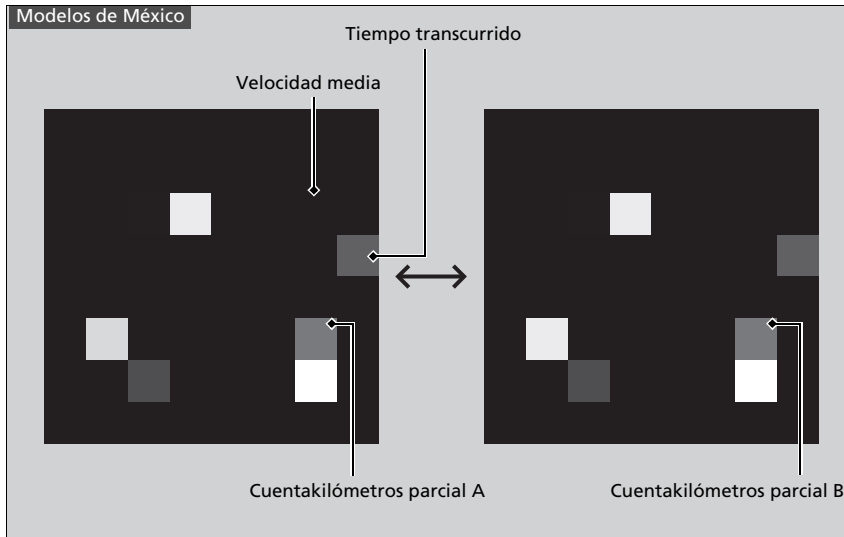 Modelos de México
Tiempo transcurrido
Velocidad media
Cuentakilómetros parcial A
Cuentakilómetros parcial B